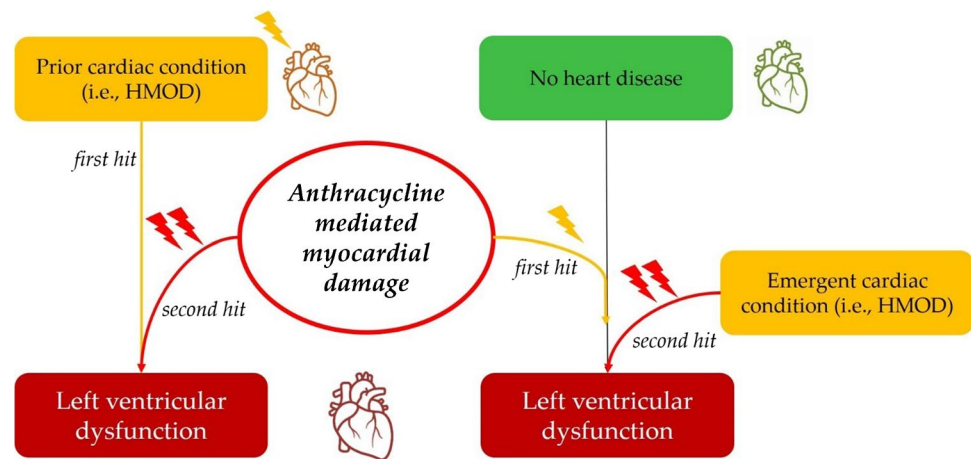 Prior cardiac condition
(i.e., HMOD)
No heart disease
first hit
Anthracycline
mediated
myocardial
damage
first hit
second hit
Emergent cardiac
condition (i.e., HMOD)
second hit
Left ventricular
dysfunction
Left ventricular
dysfunction